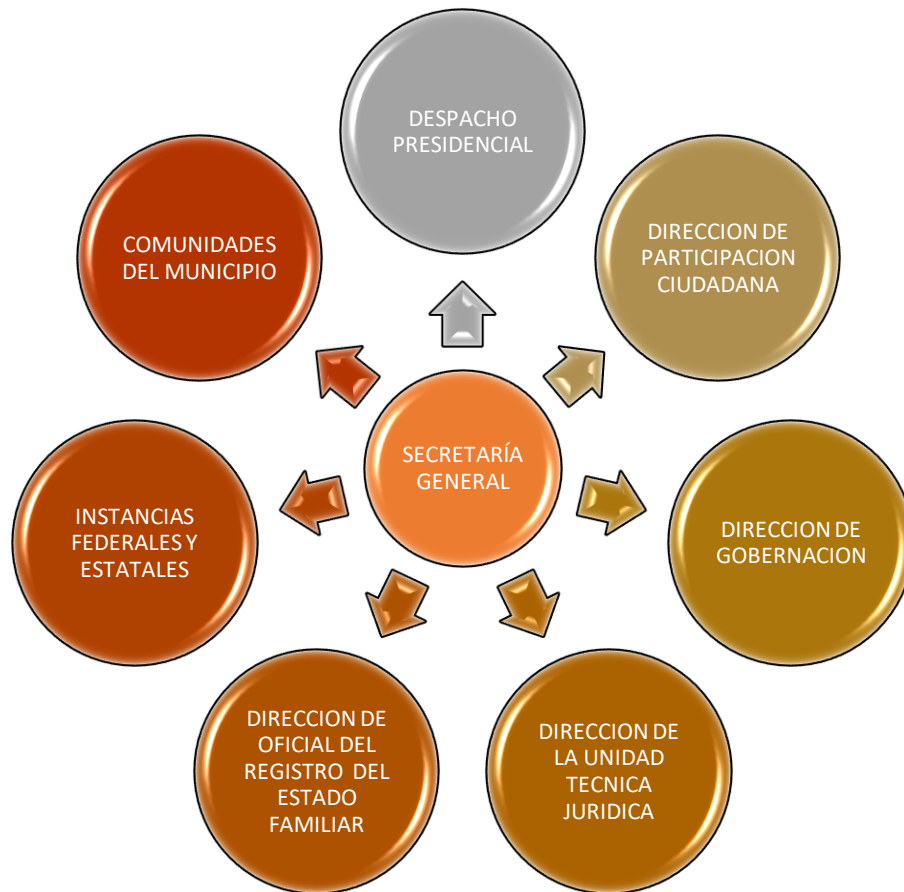 DESPACHO
PRESIDENCIAL
DIRECCION DE
PARTICIPACION
CIUDADANA
DIRECCION DE
GOBERNACION
DIRECCION DE
LA UNIDAD
TECNICA
JURIDICA
DIRECCION DE
OFICIAL DEL
REGISTRO DEL
ESTADO
FAMILIAR
INSTANCIAS
FEDERALES Y
ESTATALES
COMUNIDADES
DEL MUNICIPIO
SECRETARÍA
GENERAL